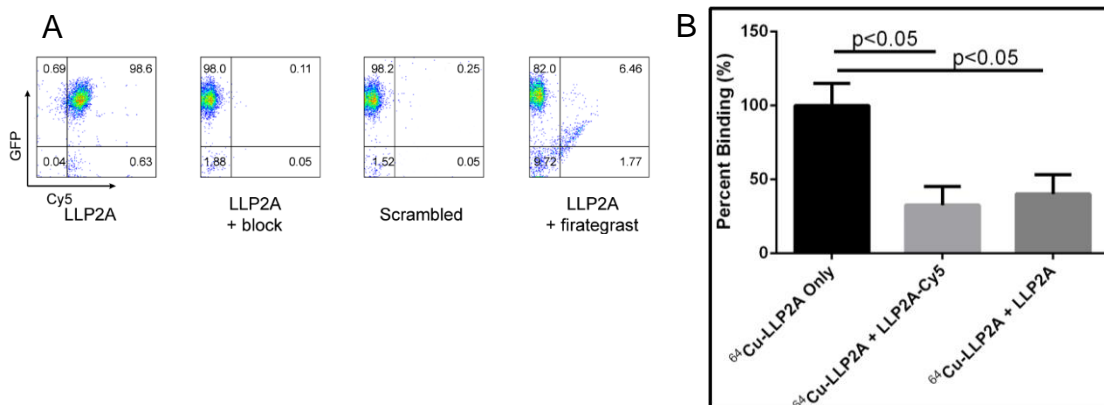 A
0.69 98.6
0.04 0.63
98.0 0.11
1.88 0.05
98.2 0.25
1.52 0.05
82.0 6.46
9.72 1.77
GFP
Cy5
LLP2A
LLP2A
+ block
Scrambled
LLP2A
+ firategrast
B
Percent Binding (%)
150
100
50
0
p<0.05
p<0.05
⁶⁴Cu-LLP2A Only
⁶⁴Cu-LLP2A + LLP2A-Cy5
⁶⁴Cu-LLP2A + LLP2A